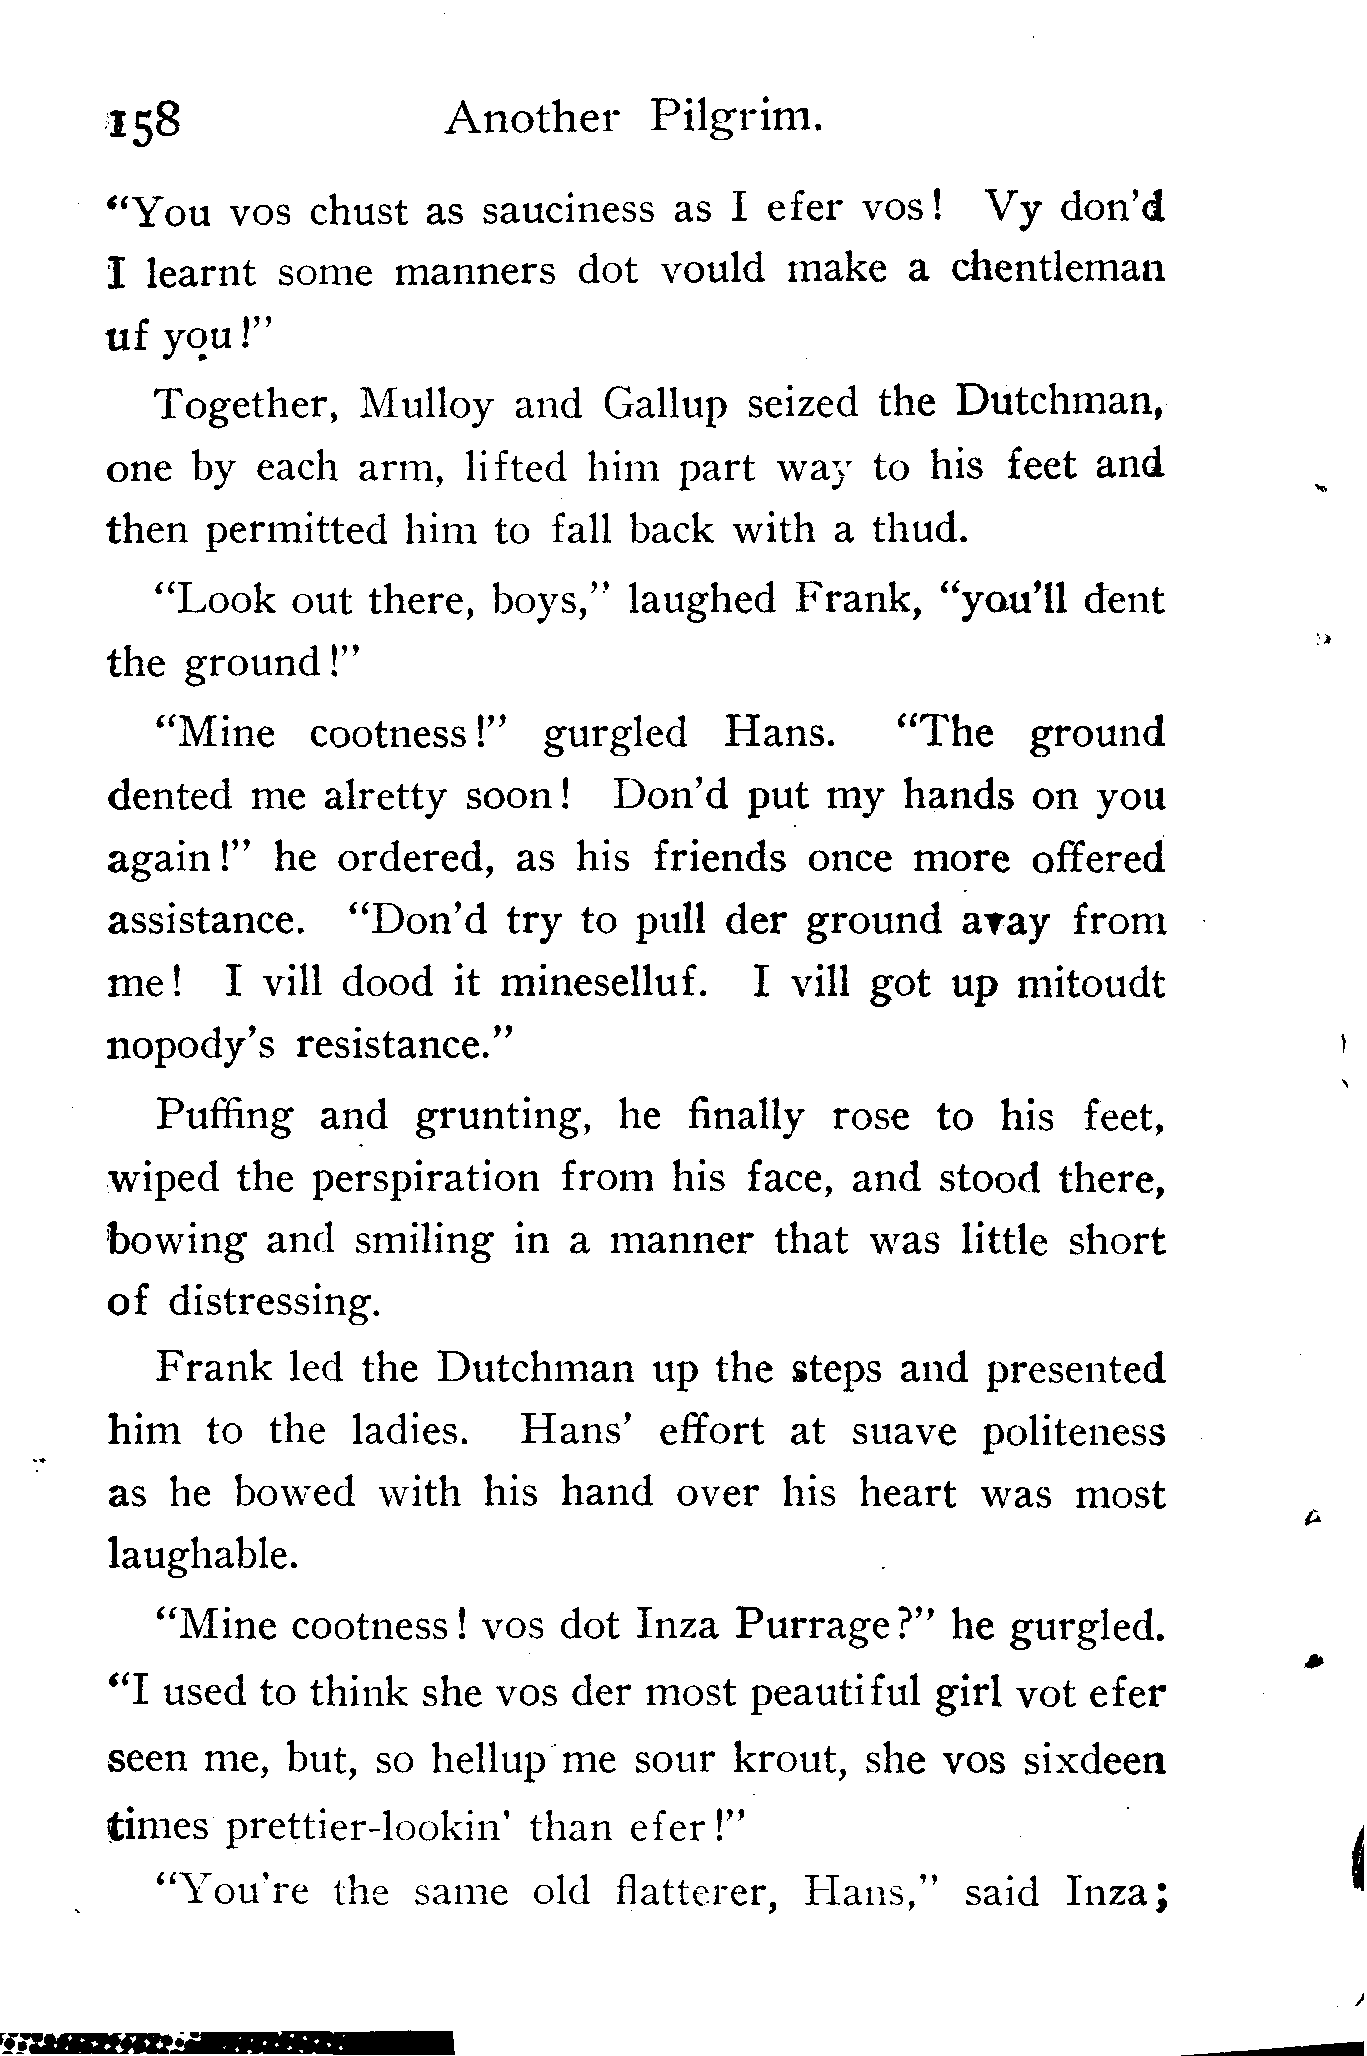 158 Another Pilgrim.
“You vos chust as sauciness as I efer vos! Vy don’d
I learnt some manners dot vould make a chentleman
uf you!”
Together, Mulloy and Gallup seized the Dutchman,
one by each arm, lifted him part way to his feet and
then permitted him to fall back with a thud.
“Look out there, boys,” laughed Frank, “you’ll dent
the ground!”
“Mine cootness!” gurgled Hans. “The ground
dented me alretty soon! Don’d put my hands on you
again!” he ordered, as his friends once more offered
assistance. “Don’d try to pull der ground avay from
me! I vill dood it mineselluf. I vill got up mitoudt
nopody’s resistance.”
Puffing and grunting, he finally rose to his feet,
wiped the perspiration from his face, and stood there,
bowing and smiling in a manner that was little short
of distressing.
Frank led the Dutchman up the steps and presented
him to the ladies. Hans’ effort at suave politeness
as he bowed with his hand over his heart was most
laughable.
“Mine cootness! vos dot Inza Purrage?” he gurgled.
“I used to think she vos der most peautiful girl vot efer
seen me, but, so hellup me sour krout, she vos sixdeen
times prettier-lookin’ than efer!”
“You’re the same old flatterer, Hans,” said Inza;